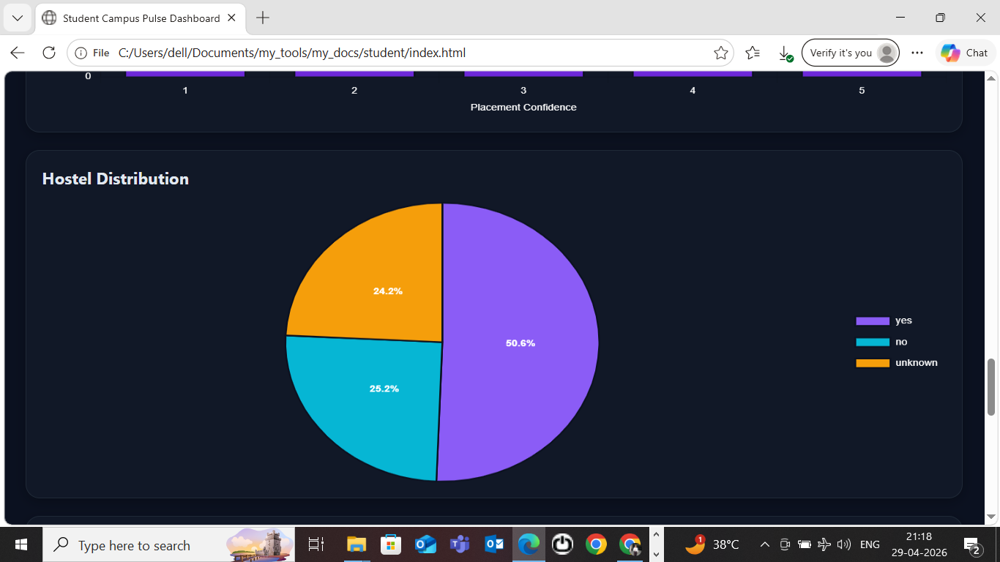 Student Campus Pulse Dashboard
File C:/Users/dell/Documents/my_tools/my_docs/student/index.html
Verify it's you
Chat
0
1 2 3 4 5
Placement Confidence
Hostel Distribution
24.2%
50.6%
25.2%
yes
no
unknown
Type here to search
1
38°C
ENG
21:18
29-04-2026
2